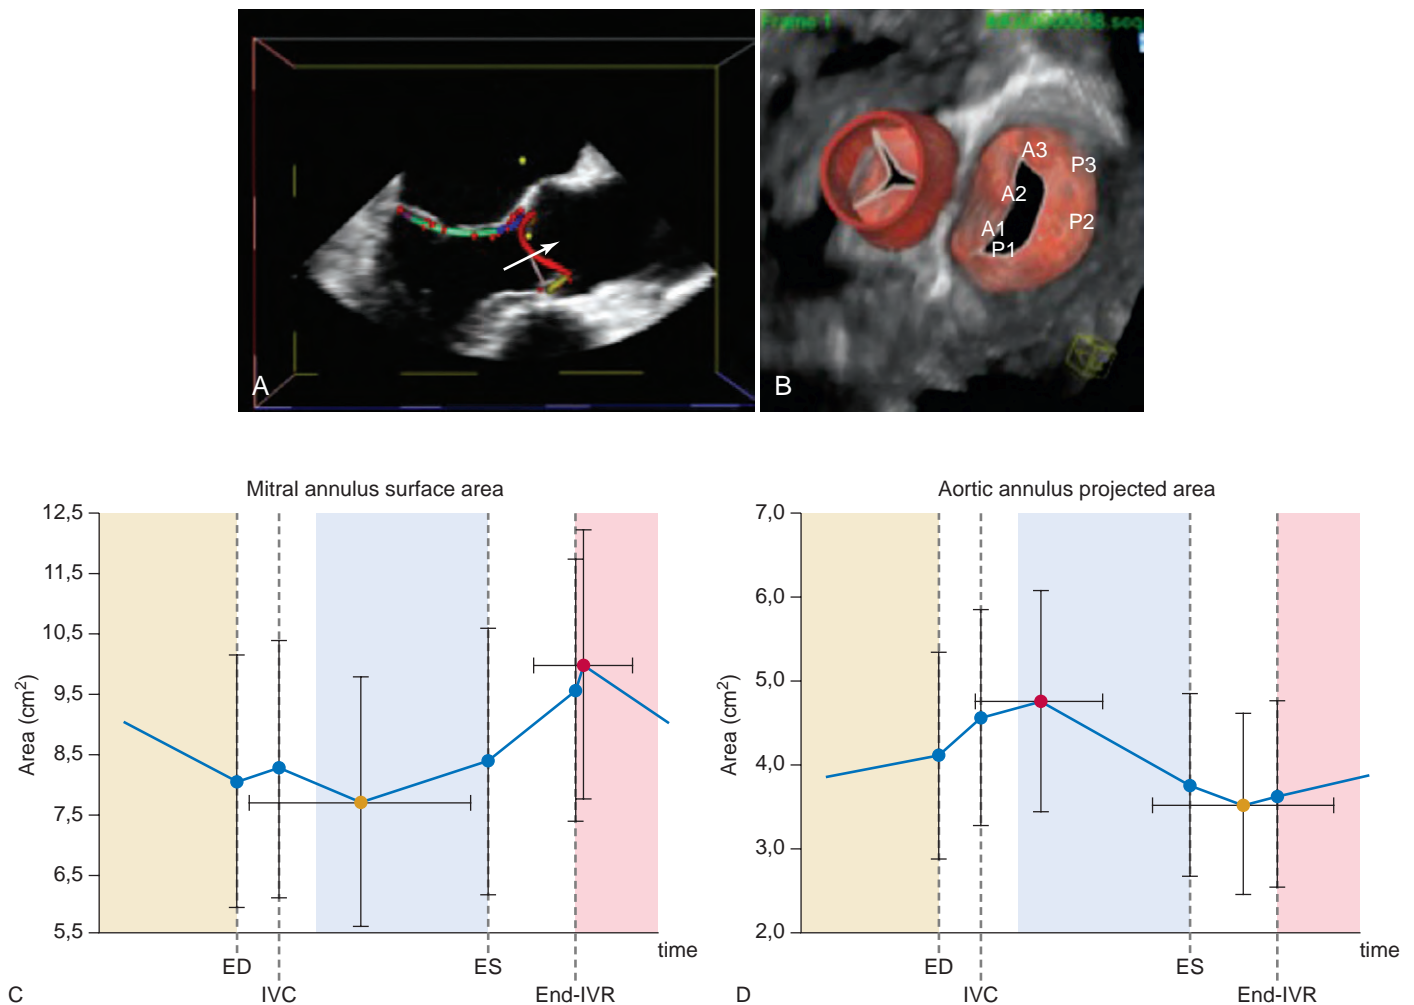 Frame 1
A
A3
P3
A2
P2
A1
P1
B
Mitral annulus surface area
Area (cm²)
12,5
11,5
10,5
9,5
8,5
7,5
6,5
5,5
time
ED
ES
IVC
End-IVR
C
Aortic annulus projected area
Area (cm²)
7,0
6,0
5,0
4,0
3,0
2,0
time
ED
ES
IVC
End-IVR
D